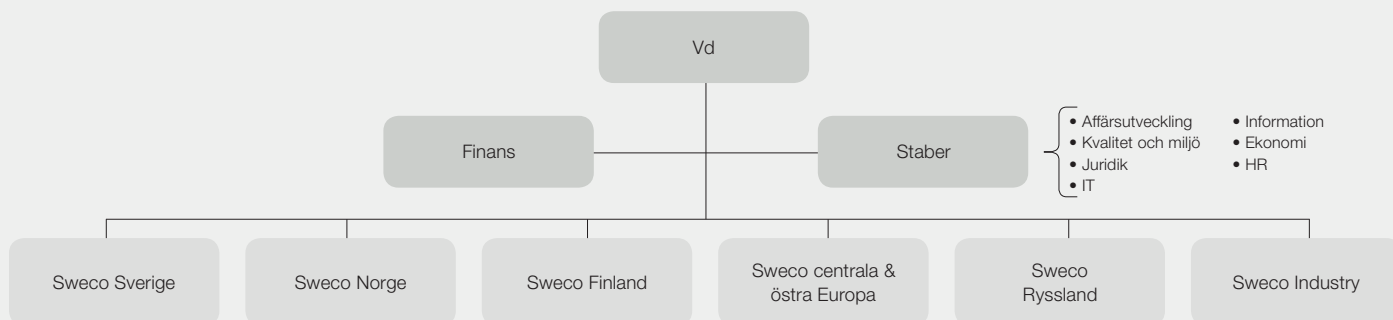 Vd
Finans
Staber
• Affärsutveckling
• Kvalitet och miljö
• Juridik
• IT
• Information
• Ekonomi
• HR
Sweco Sverige
Sweco Norge
Sweco Finland
Sweco centrala &
östra Europa
Sweco
Ryssland
Sweco Industry